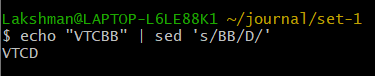 Lakshman@LAPTOP-L6LE88K1 ~/journal/set-1
$ echo "VTCBB" | sed 's/BB/D/'
VTCD